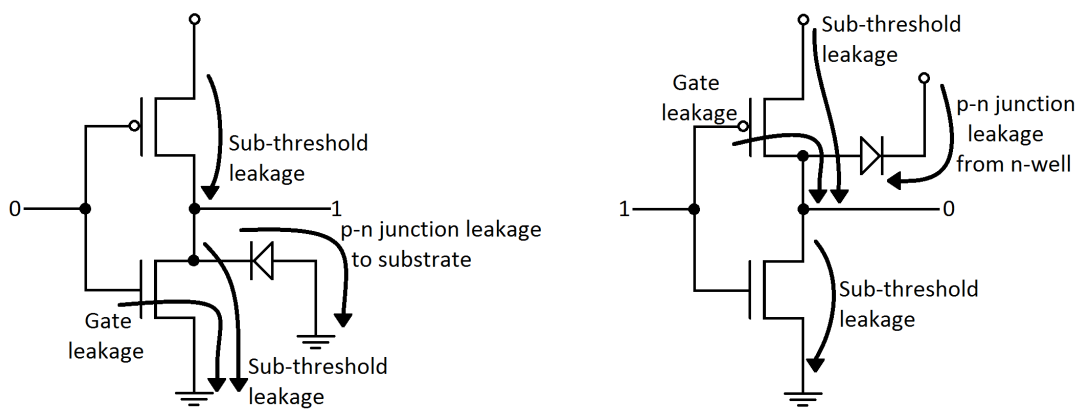 Sub-threshold
leakage
0
1
p-n junction leakage
to substrate
Gate
leakage
Sub-threshold
leakage
Sub-threshold
leakage
Gate
leakage
p-n junction
leakage
from n-well
1
0
Sub-threshold
leakage